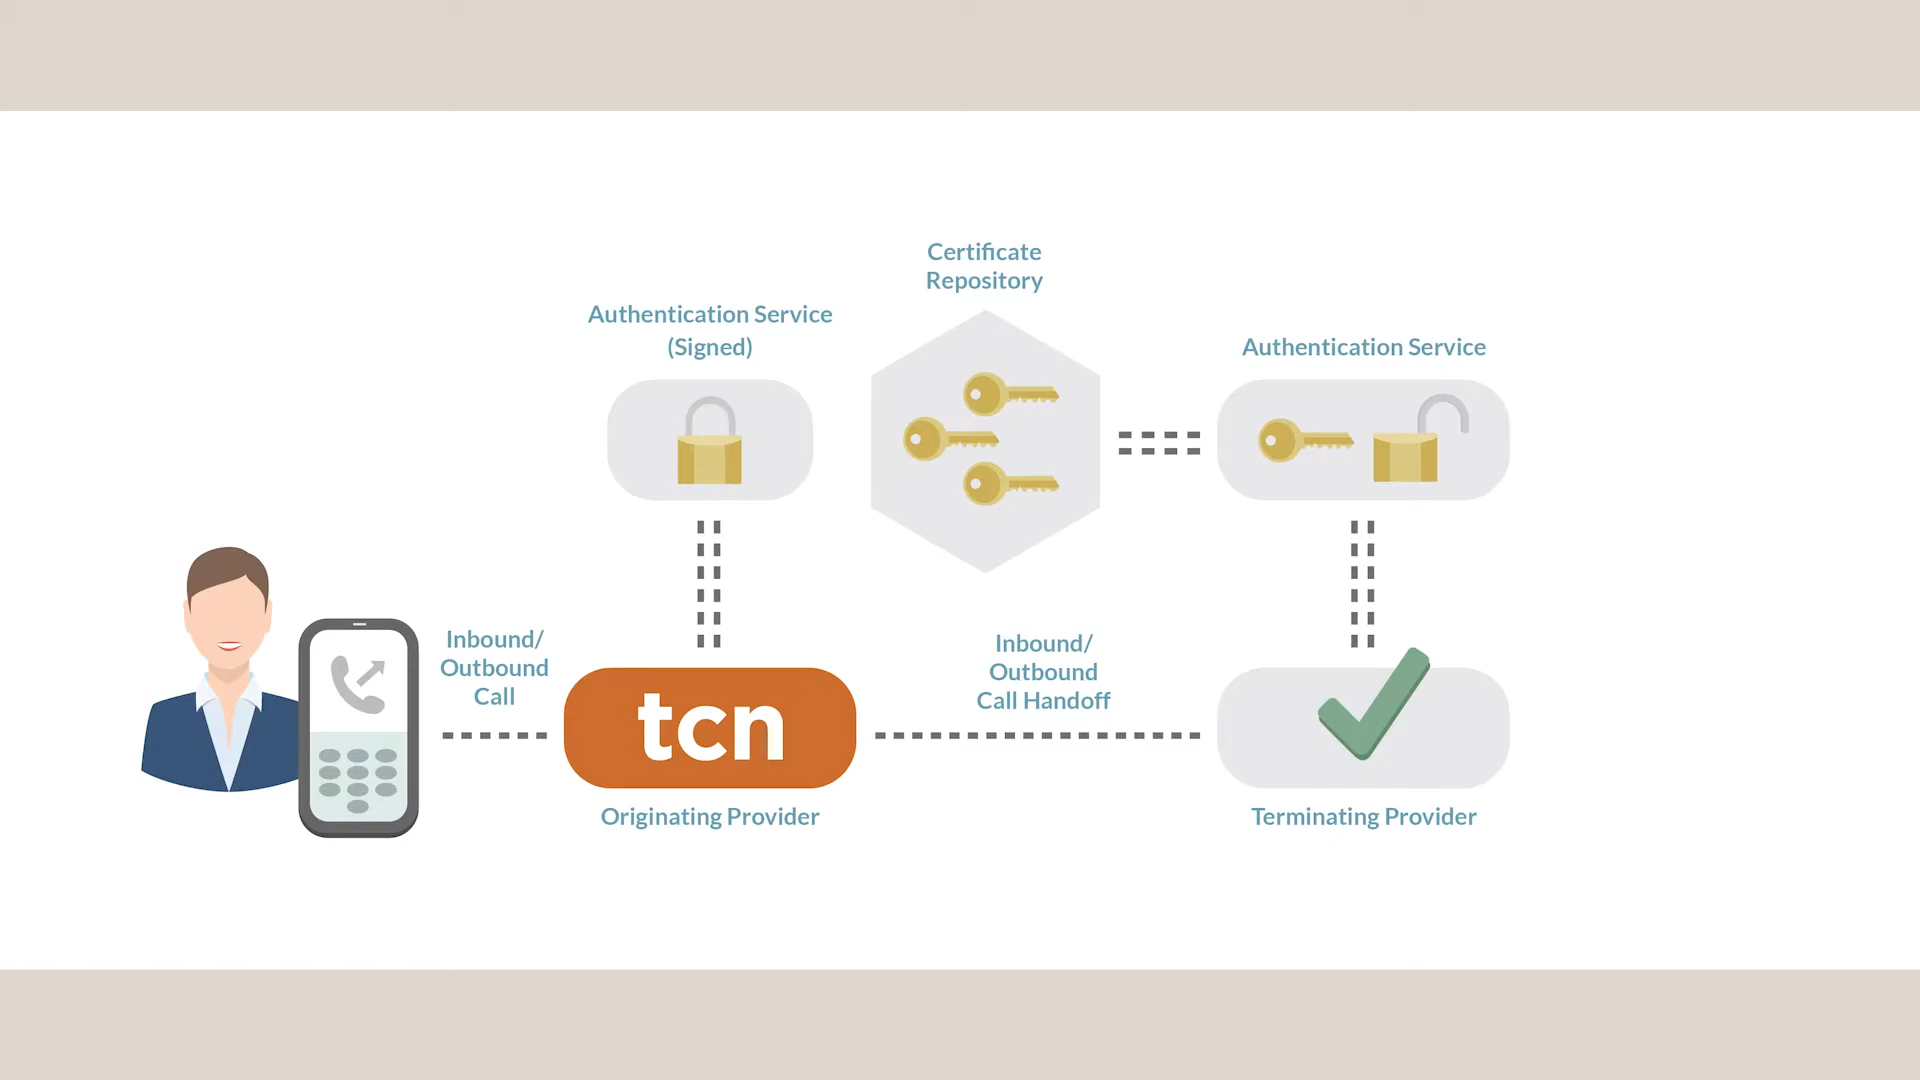 Certificate
Repository
Authentication Service
(Signed)
Authentication Service
Inbound/
Outbound
Call
Inbound/
Outbound
Call Handoff
tcn
Originating Provider
Terminating Provider